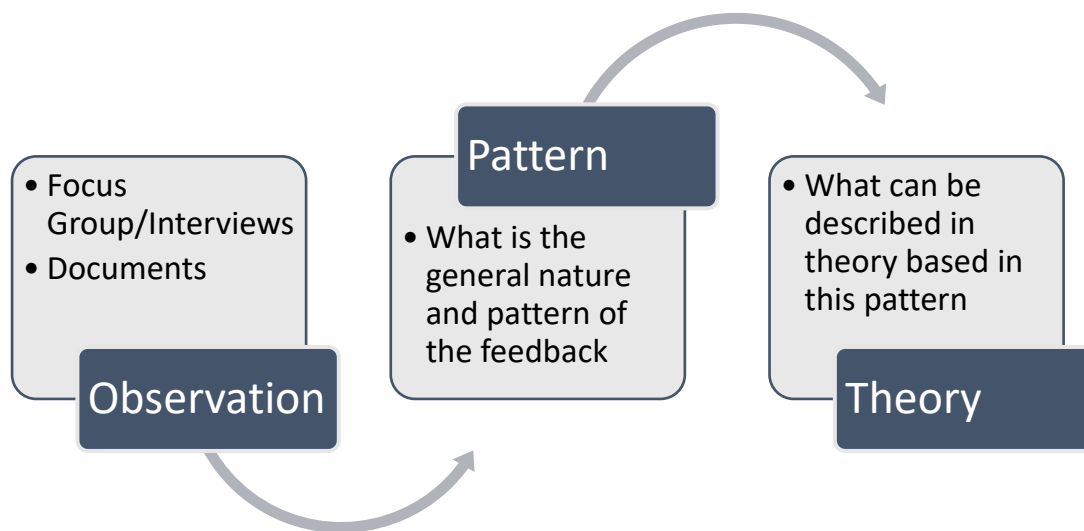 • Focus
Group/Interviews
• Documents
Observation
Pattern
• What is the
general nature
and pattern of
the feedback
• What can be
described in
theory based in
this pattern
Theory